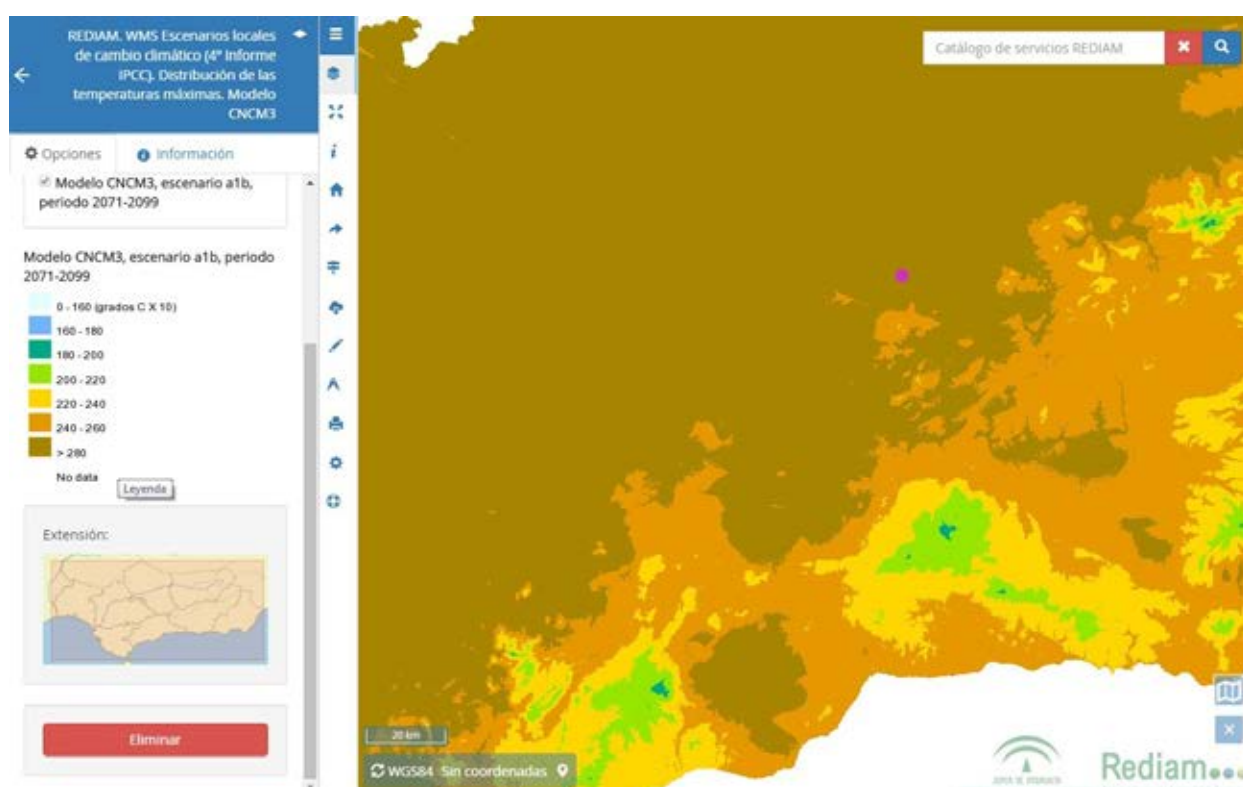 REDIAM. WMS Escenarios locales
de cambio climático (4º Informe
IPCC). Distribución de las
temperaturas máximas. Modelo
CNCM3
Opciones
Información
Modelo CNCM3, escenario a1b,
periodo 2071-2099
Modelo CNCM3, escenario a1b, periodo
2071-2099
0 - 160 (grados C X 10)
160 - 180
180 - 200
200 - 220
220 - 240
240 - 260
> 280
No data
Leyenda
Extensión:
Eliminar
Catálogo de servicios REDIAM
20 km
WGS84 Sin coordenadas
JUNTA DE ANDALUCIA
Rediam